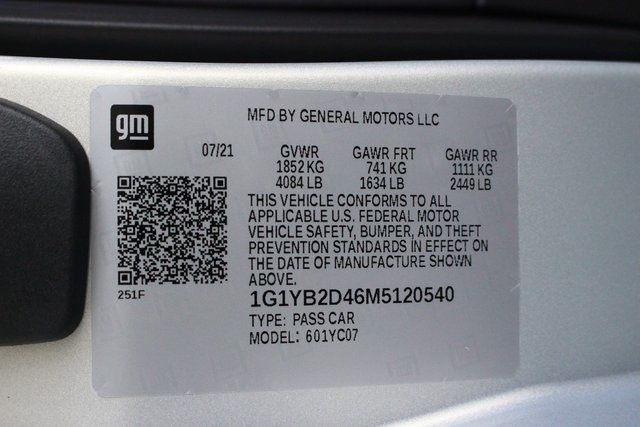 gm
MFD BY GENERAL MOTORS LLC
07/21 GVWR GAWR FRT GAWR RR
1852 KG 741 KG 1111 KG
4084 LB 1634 LB 2449 LB
THIS VEHICLE CONFORMS TO ALL
APPLICABLE U.S. FEDERAL MOTOR
VEHICLE SAFETY, BUMPER, AND THEFT
PREVENTION STANDARDS IN EFFECT ON
THE DATE OF MANUFACTURE SHOWN
ABOVE.
251F
1G1YB2D46M5120540
TYPE: PASS CAR
MODEL: 601YC07